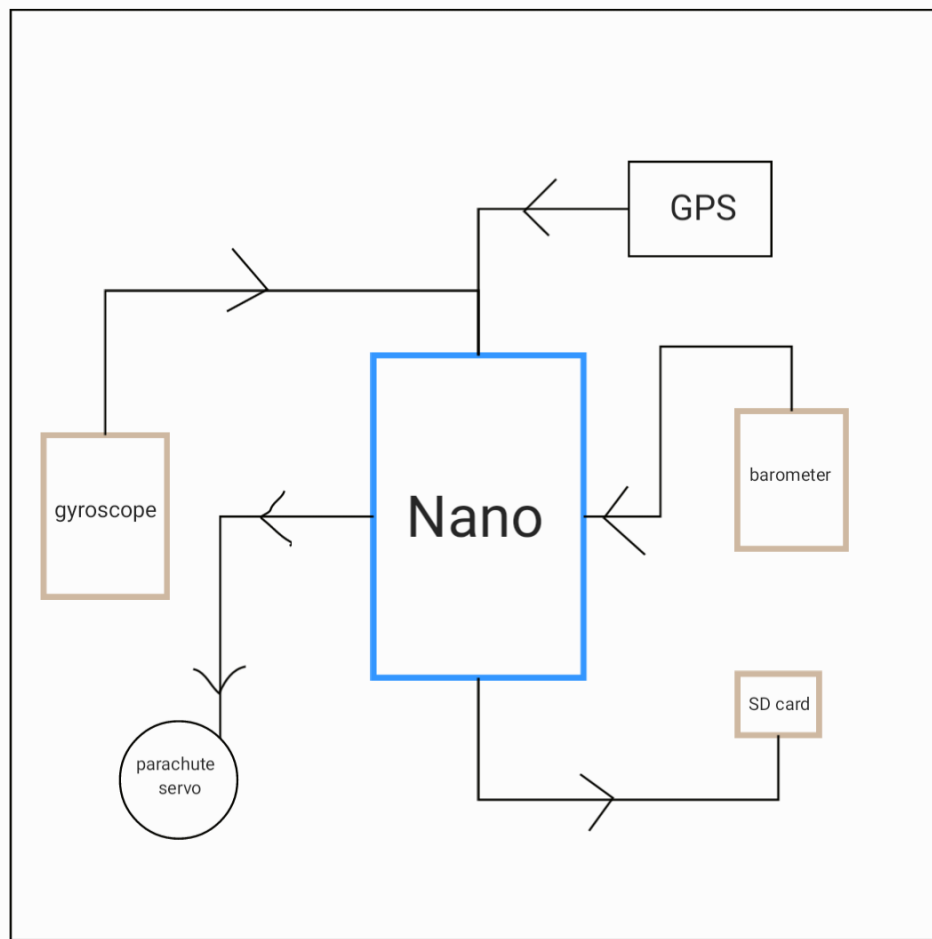 GPS
gyroscope
Nano
barometer
SD card
parachute
servo